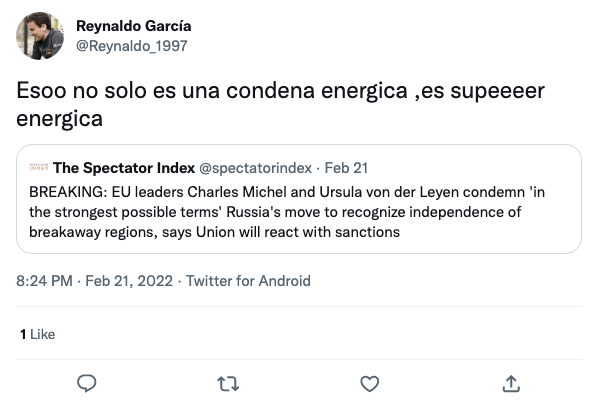 Reynaldo García
@Reynaldo_1997
Esoo no solo es una condena energica ,es supeeeer
energica
The Spectator Index @spectatorindex · Feb 21
BREAKING: EU leaders Charles Michel and Ursula von der Leyen condemn 'in
the strongest possible terms' Russia's move to recognize independence of
breakaway regions, says Union will react with sanctions
8:24 PM · Feb 21, 2022 · Twitter for Android
1 Like